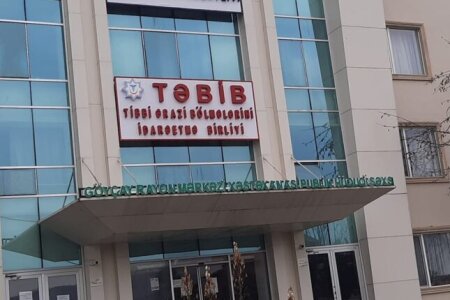 TƏBİB
TİBBİ ƏRAZİ BÖLMƏLƏRİNİ
İDARƏETMƏ BİRLİYİ
GÖYÇAY RAYON MƏRKƏZİ XƏSTƏXANASI PUBLİK HÜQUQİ ŞƏXS